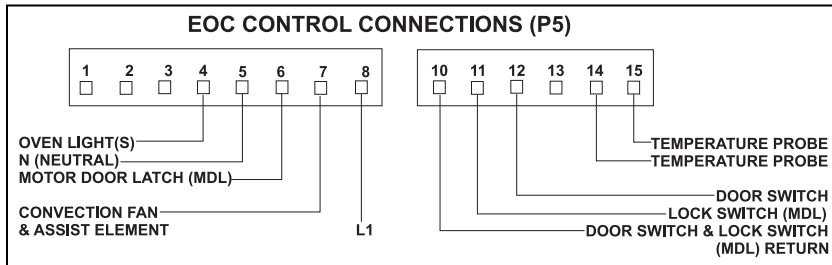 EOC CONTROL CONNECTIONS (P5)
1 2 3 4 5 6 7 8 10 11 12 13 14 15
OVEN LIGHT(S)
N (NEUTRAL)
MOTOR DOOR LATCH (MDL)
CONVECTION FAN
& ASSIST ELEMENT
L1
TEMPERATURE PROBE
TEMPERATURE PROBE
DOOR SWITCH
LOCK SWITCH (MDL)
DOOR SWITCH & LOCK SWITCH
(MDL) RETURN